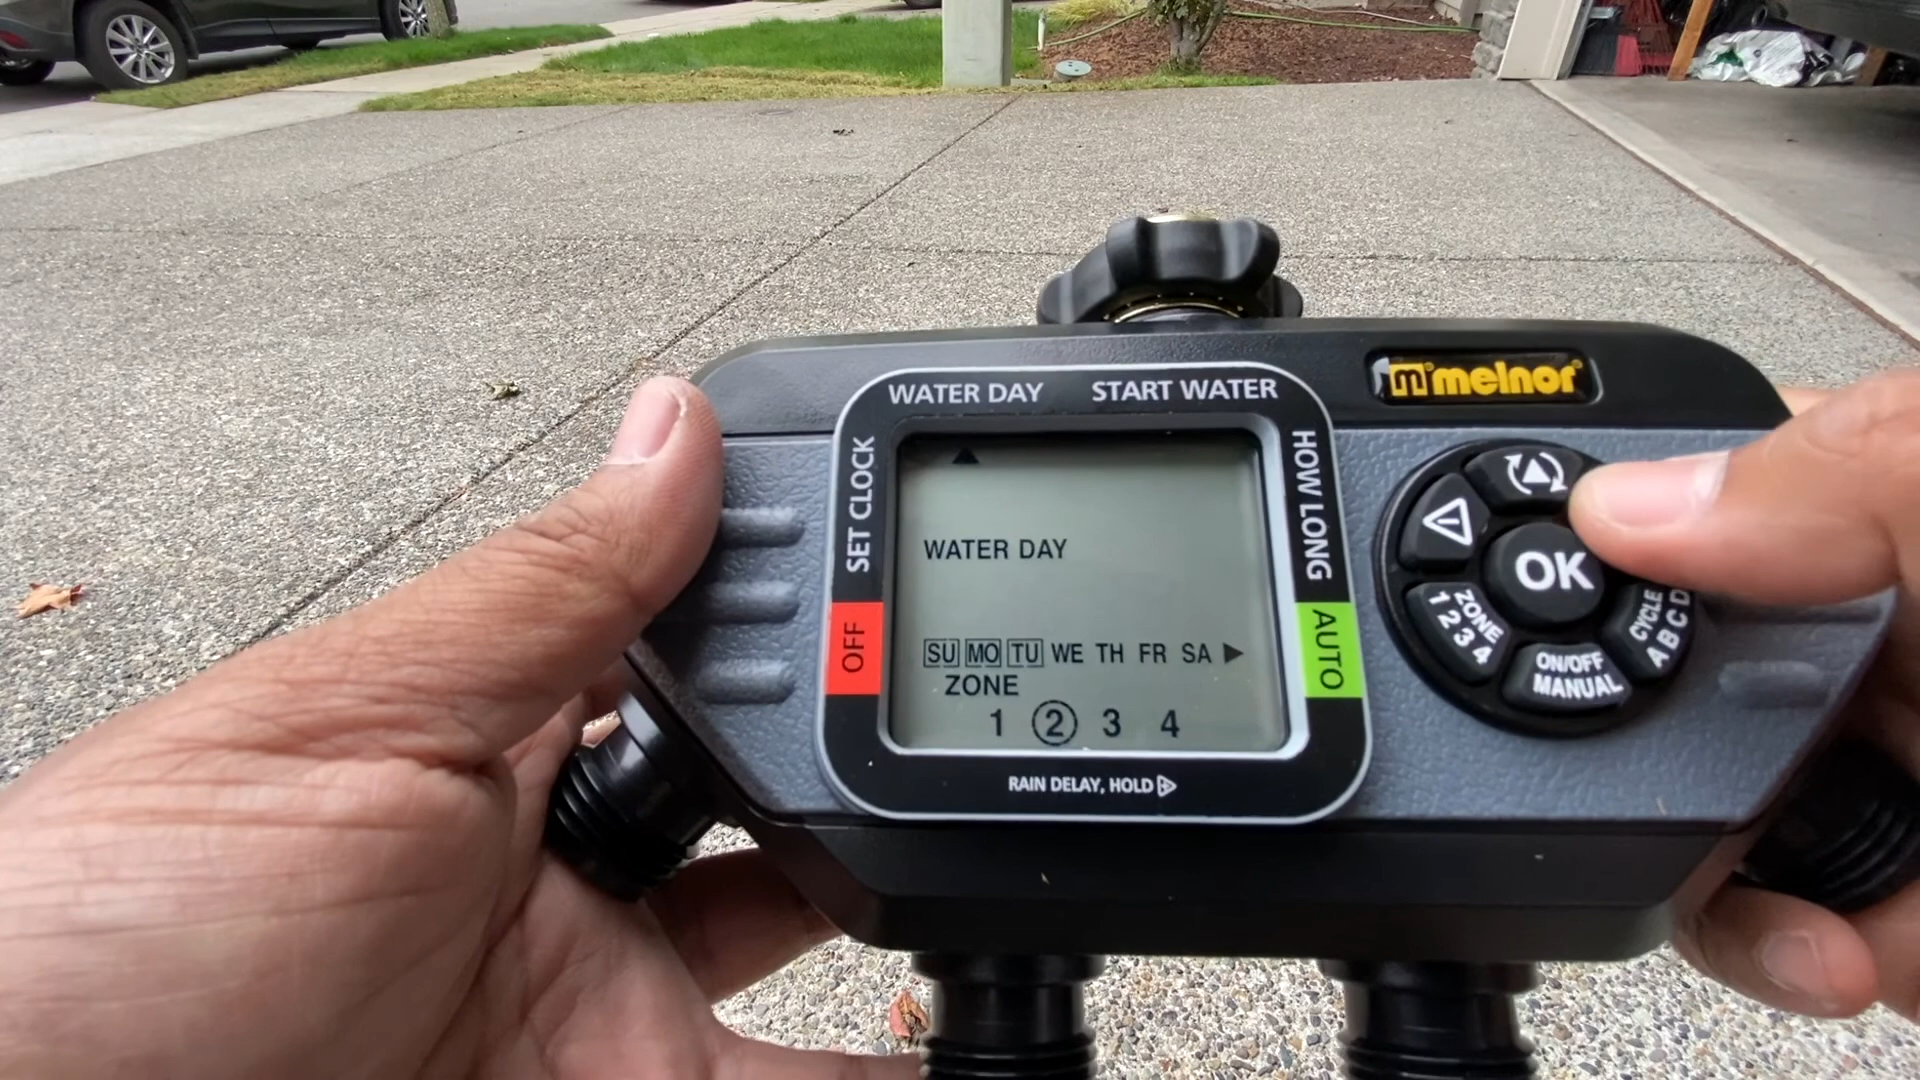 WATER DAY START WATER
melnor
SET CLOCK
HOW LONG
OFF
AUTO
WATER DAY
SU MO TU WE TH FR SA
ZONE
1 2 3 4
RAIN DELAY, HOLD
OK
ZONE
1 2 3 4
ON/OFF
MANUAL
CYCLE
A B C D